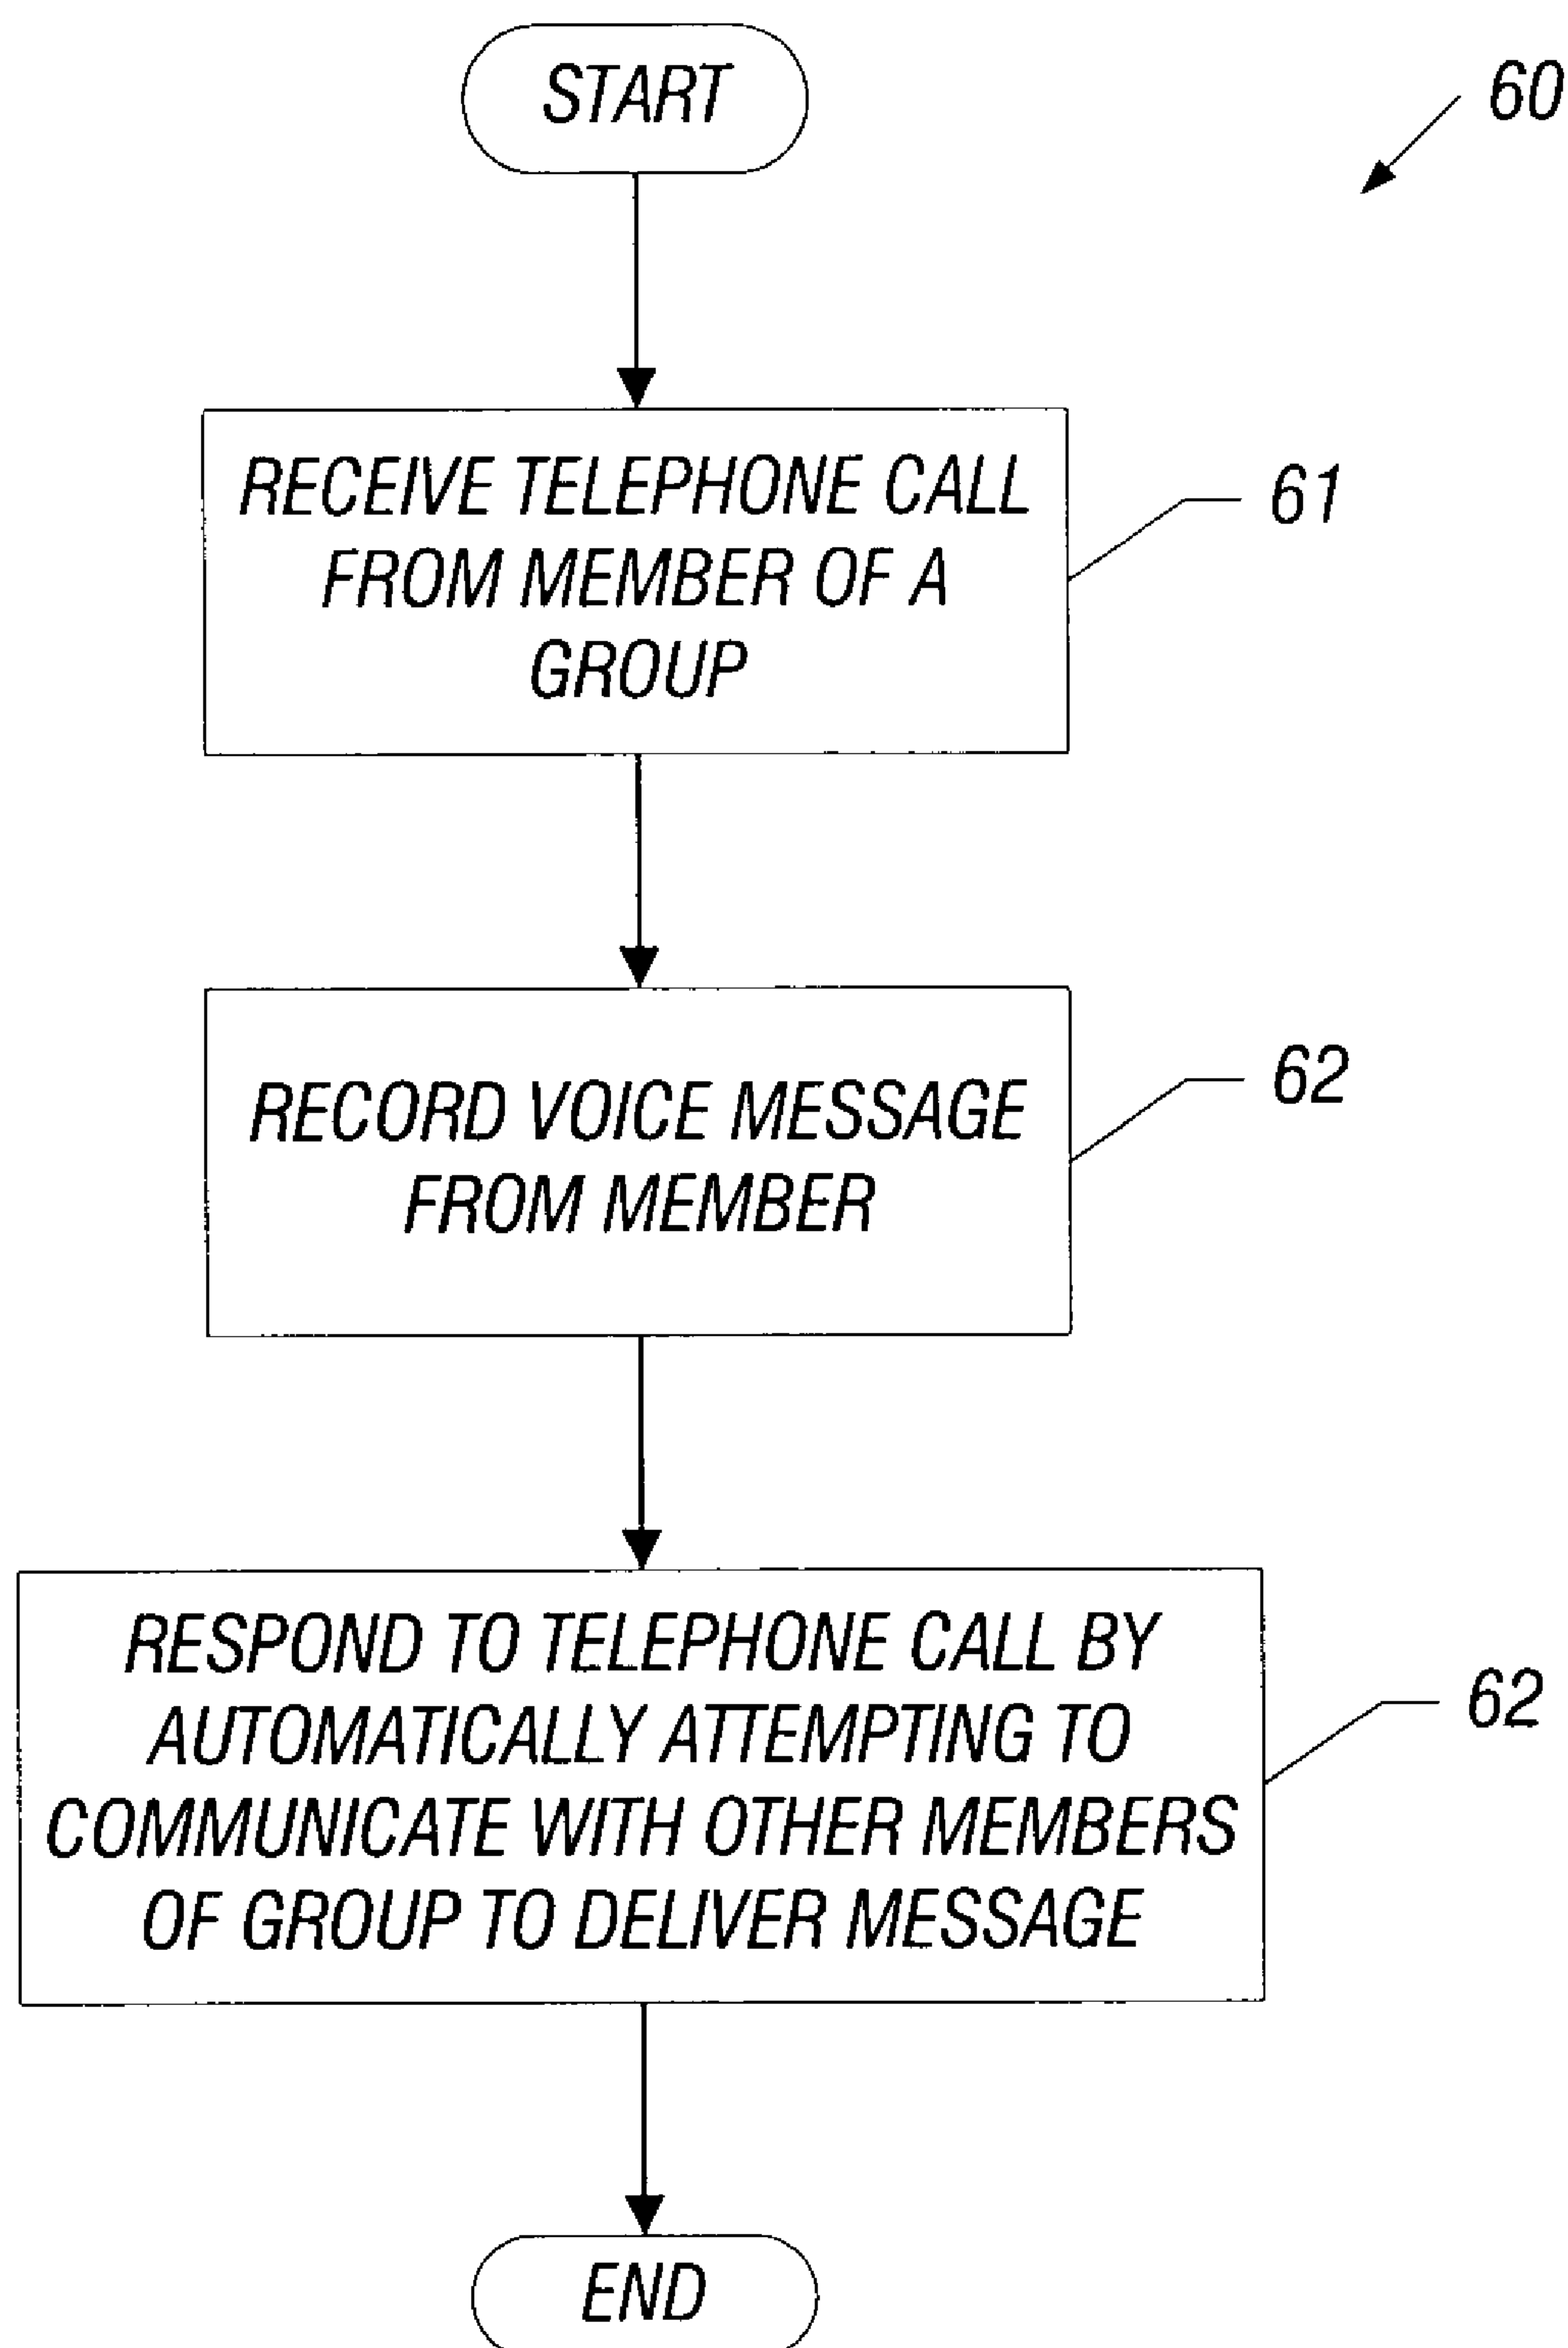 START
60
RECEIVE TELEPHONE CALL
FROM MEMBER OF A
GROUP
61
RECORD VOICE MESSAGE
FROM MEMBER
62
RESPOND TO TELEPHONE CALL BY
AUTOMATICALLY ATTEMPTING TO
COMMUNICATE WITH OTHER MEMBERS
OF GROUP TO DELIVER MESSAGE
62
END